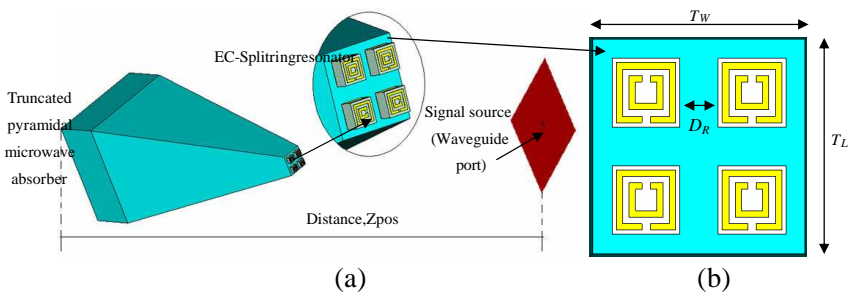 EC-Splitringresonator
Truncated
pyramidal
microwave
absorber
Signal source
(Waveguide
port)
Distance,Zpos
(a)
T_W
D_R
T_L
(b)